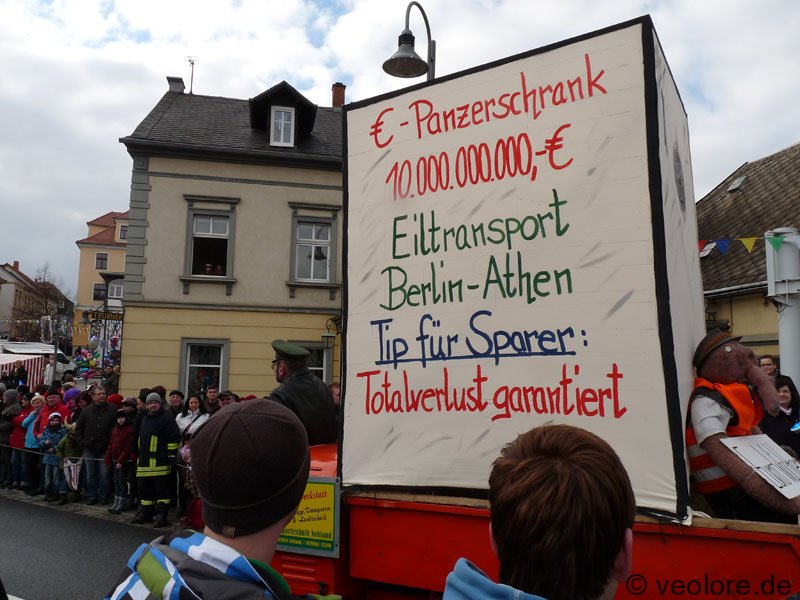 €-Panzerschrank
10.000.000.000,-€
Eiltransport
Berlin-Athen
Tip für Sparer:
Totalverlust garantiert
© veolore.de